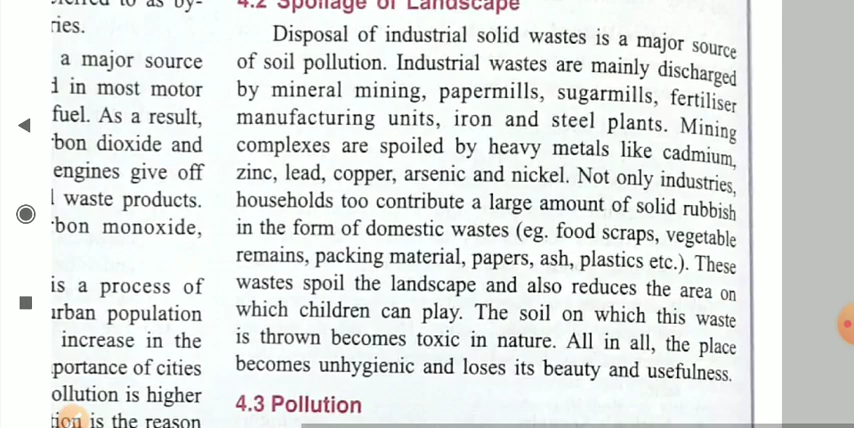 ries.
a major source
in most motor
fuel. As a result,
bon dioxide and
engines give off
waste products.
bon monoxide,
is a process of
urban population
increase in the
portance of cities
ollution is higher
is the reason
4.2 Spoilage of Landscape
Disposal of industrial solid wastes is a major source
of soil pollution. Industrial wastes are mainly discharged
by mineral mining, papermills, sugarmills, fertiliser
manufacturing units, iron and steel plants. Mining
complexes are spoiled by heavy metals like cadmium,
zinc, lead, copper, arsenic and nickel. Not only industries,
households too contribute a large amount of solid rubbish
in the form of domestic wastes (eg. food scraps, vegetable
remains, packing material, papers, ash, plastics etc.). These
wastes spoil the landscape and also reduces the area on
which children can play. The soil on which this waste
is thrown becomes toxic in nature. All in all, the place
becomes unhygienic and loses its beauty and usefulness.
4.3 Pollution